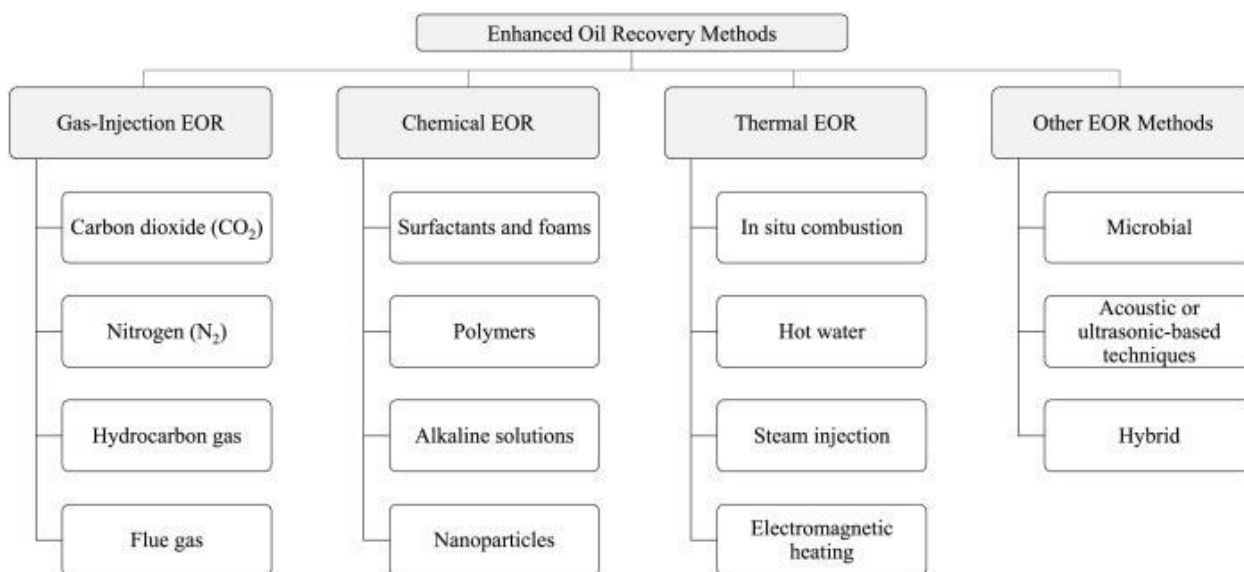 Enhanced Oil Recovery Methods
Gas-Injection EOR
Carbon dioxide (CO₂)
Nitrogen (N₂)
Hydrocarbon gas
Flue gas
Chemical EOR
Surfactants and foams
Polymers
Alkaline solutions
Nanoparticles
Thermal EOR
In situ combustion
Hot water
Steam injection
Electromagnetic
heating
Other EOR Methods
Microbial
Acoustic or
ultrasonic-based
techniques
Hybrid